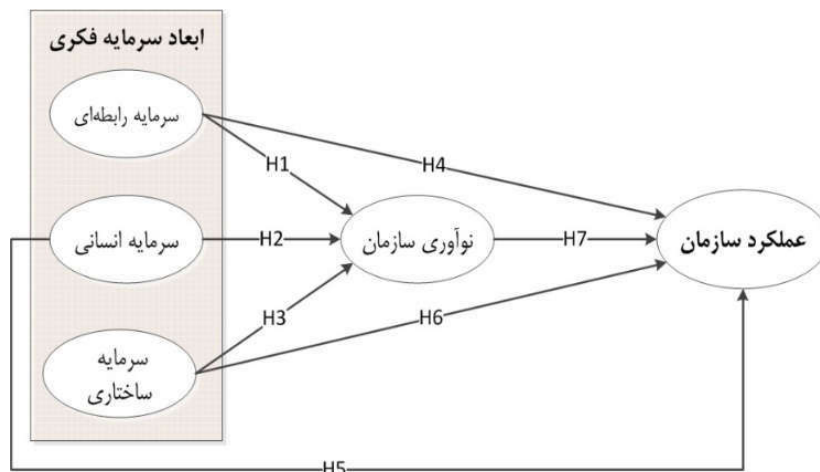 ابعاد سرمایه فکری
سرمایه رابطه‌ای
H1
H4
سرمایه انسانی
H2
نوآوری سازمان
H7
عملکرد سازمان
H3
H6
سرمایه
ساختاری
H5